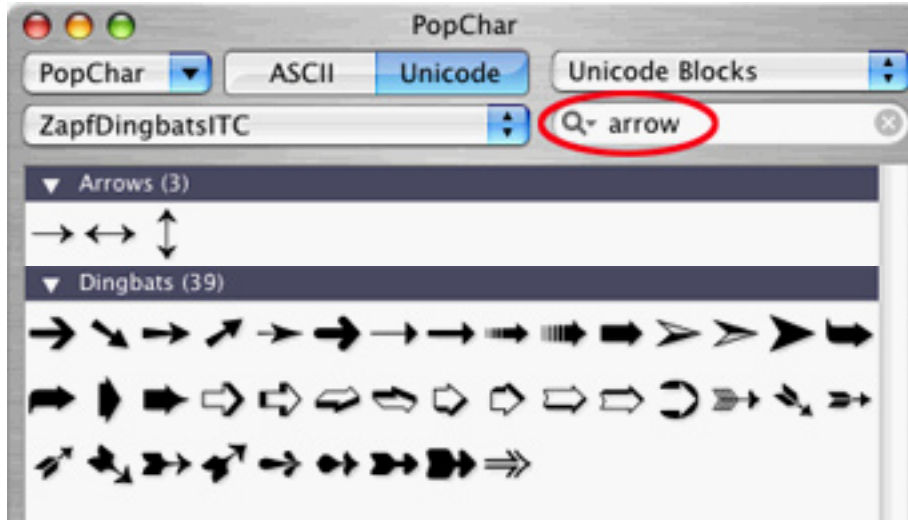 PopChar
PopChar ASCII Unicode Unicode Blocks
ZapfDingbatsITC arrow
Arrows (3)
Dingbats (39)